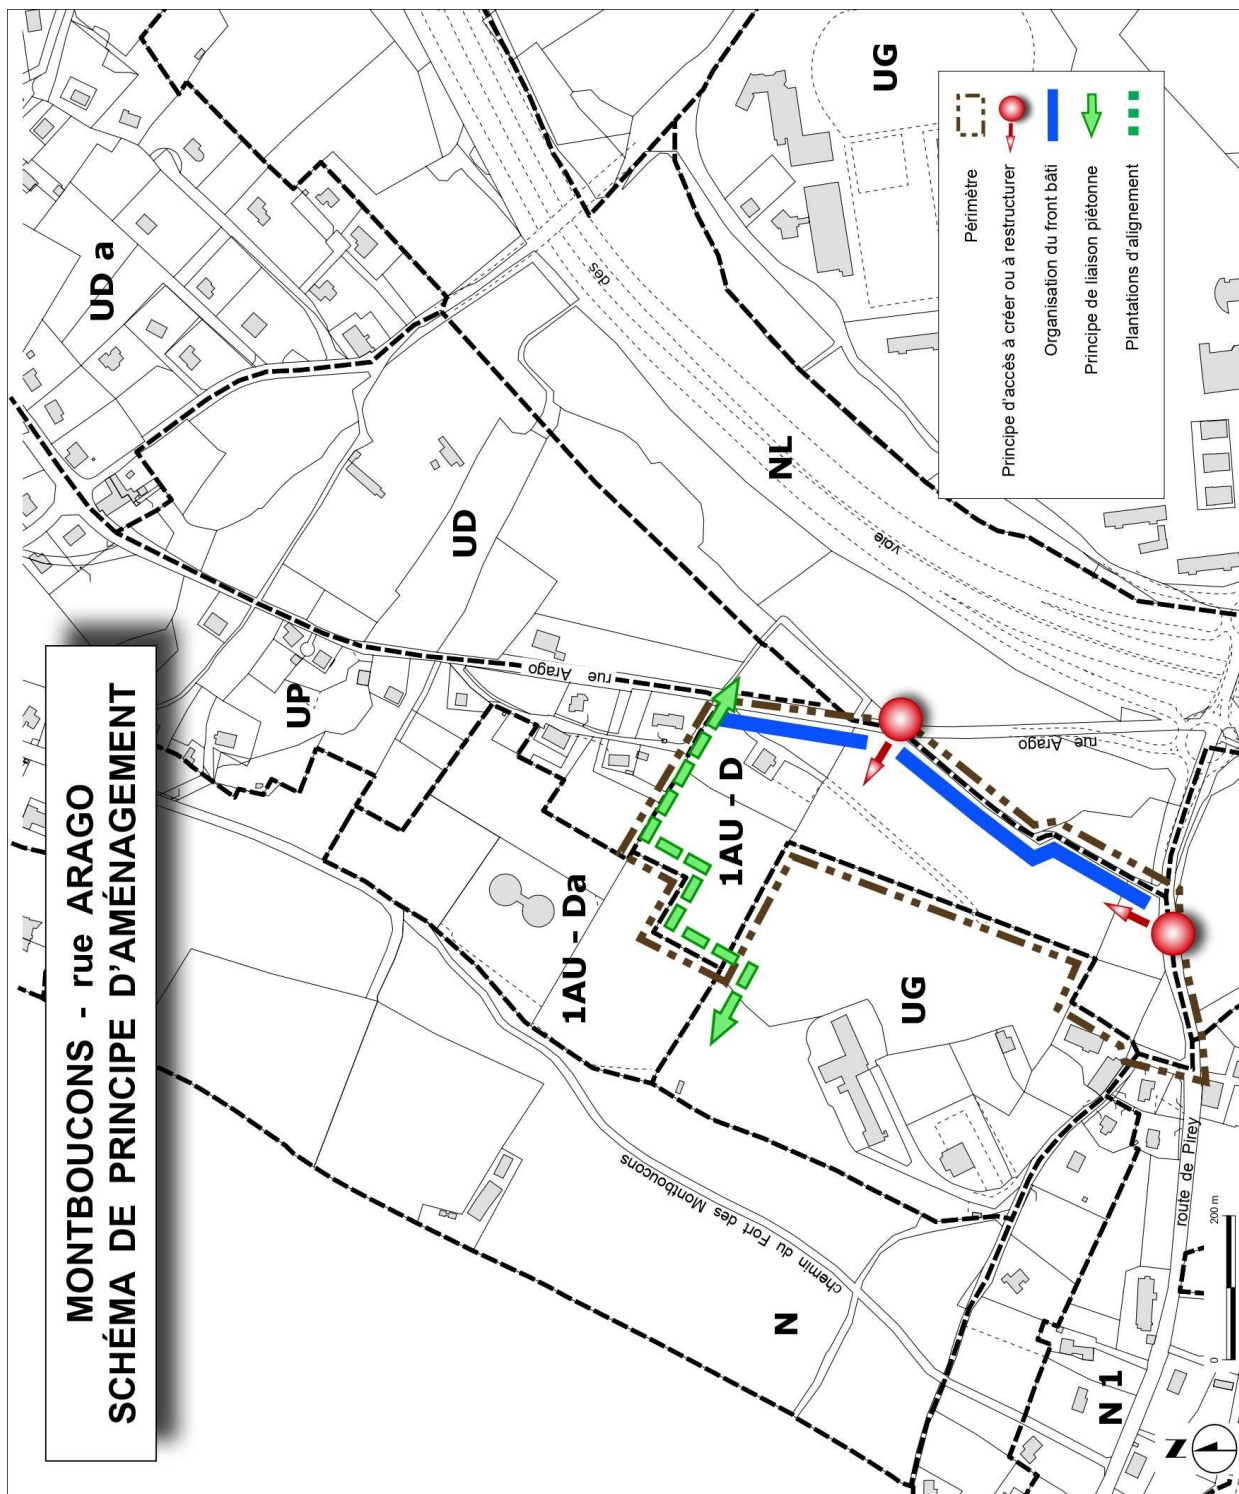 MONTBOUCONS - rue ARAGO
SCHÉMA DE PRINCIPE D'AMÉNAGEMENT
UD a
UG
UP
UD
NL
des
voie
rue Arago
rue Arago
1AU - Da
1AU - D
UG
N
N 1
chemin du Fort des Montboucons
route de Pirey
Périmètre
Principe d'accès à créer ou à restructurer
Organisation du front bâti
Principe de liaison piétonne
Plantations d'alignement
N
0
200 m